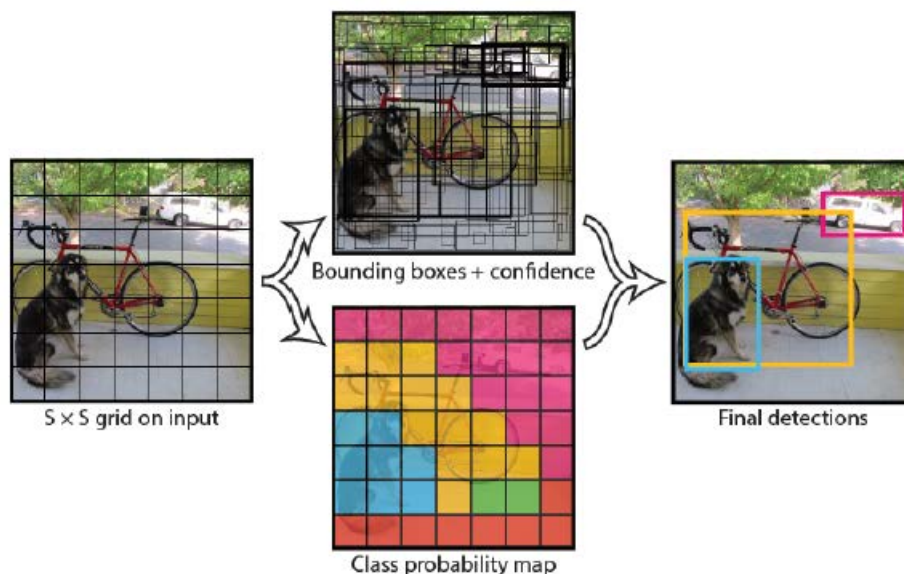 S × S grid on input
Bounding boxes + confidence
Class probability map
Final detections